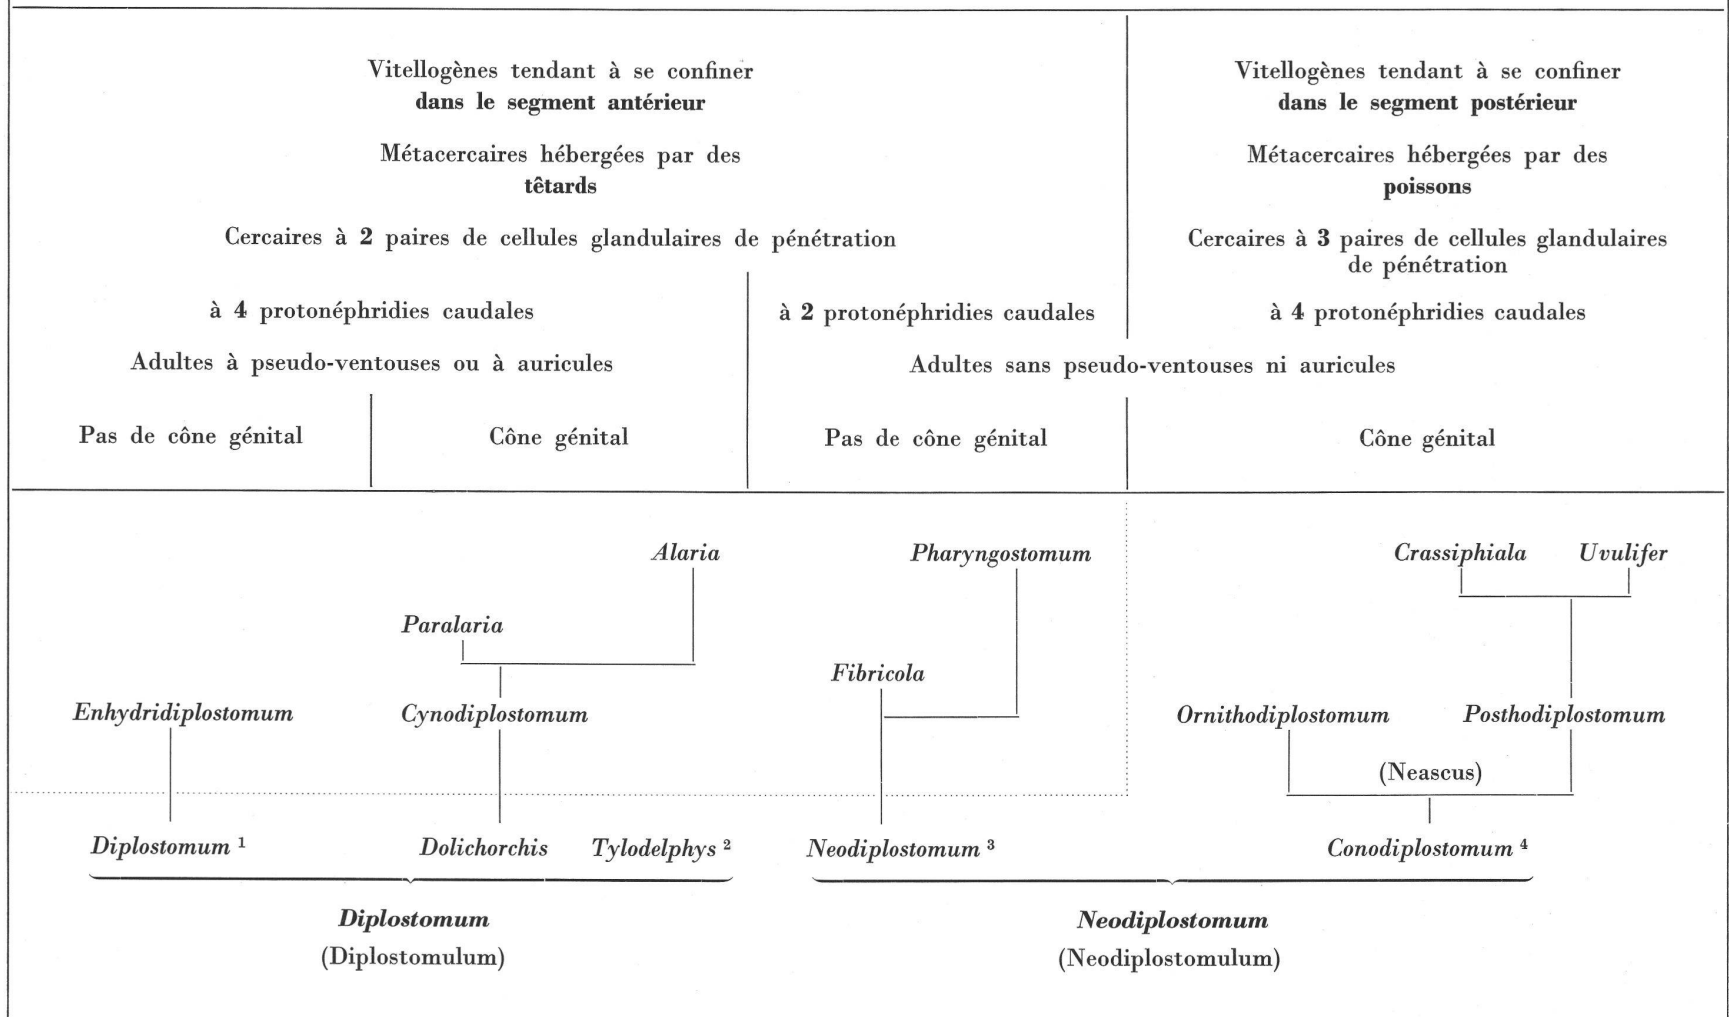 Vitellogènes tendant à se confiner
dans le segment antérieur
Métacercaires hébergées par des
têtards
Cercaires à 2 paires de cellules glandulaires de pénétration
Vitellogènes tendant à se confiner
dans le segment postérieur
Métacercaires hébergées par des
poissons
Cercaires à 3 paires de cellules glandulaires
de pénétration
à 4 protonéphridies caudales
à 2 protonéphridies caudales
à 4 protonéphridies caudales
Adultes à pseudo-ventouses ou à auricules
Adultes sans pseudo-ventouses ni auricules
Pas de cône génital
Cône génital
Pas de cône génital
Cône génital
Alaria
Pharyngostomum
Crassiphiala
Uvulifer
Paralaria
Fibricola
Enhydridiplostomum
Cynodiplostomum
Ornithodiplostomum
Posthodiplostomum
(Neascus)
Diplostomum ¹
Dolichorchis
Tylodelphys ²
Neodiplostomum ³
Conodiplostomum ⁴
Diplostomum
(Diplostomulum)
Neodiplostomum
(Neodiplostomulum)